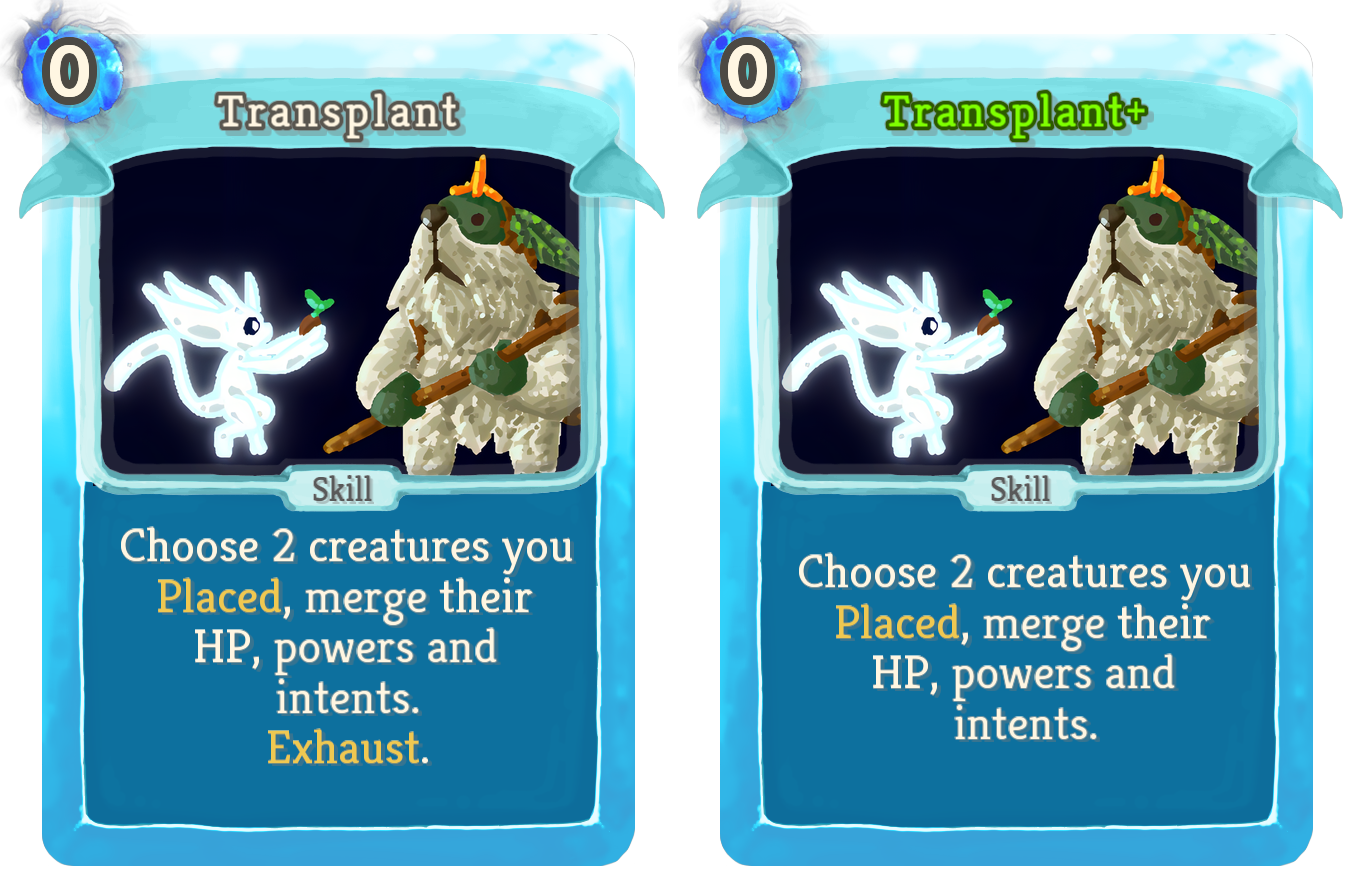 0
Transplant
Skill
Choose 2 creatures you
Placed, merge their
HP, powers and
intents.
Exhaust.
0
Transplant+
Skill
Choose 2 creatures you
Placed, merge their
HP, powers and
intents.